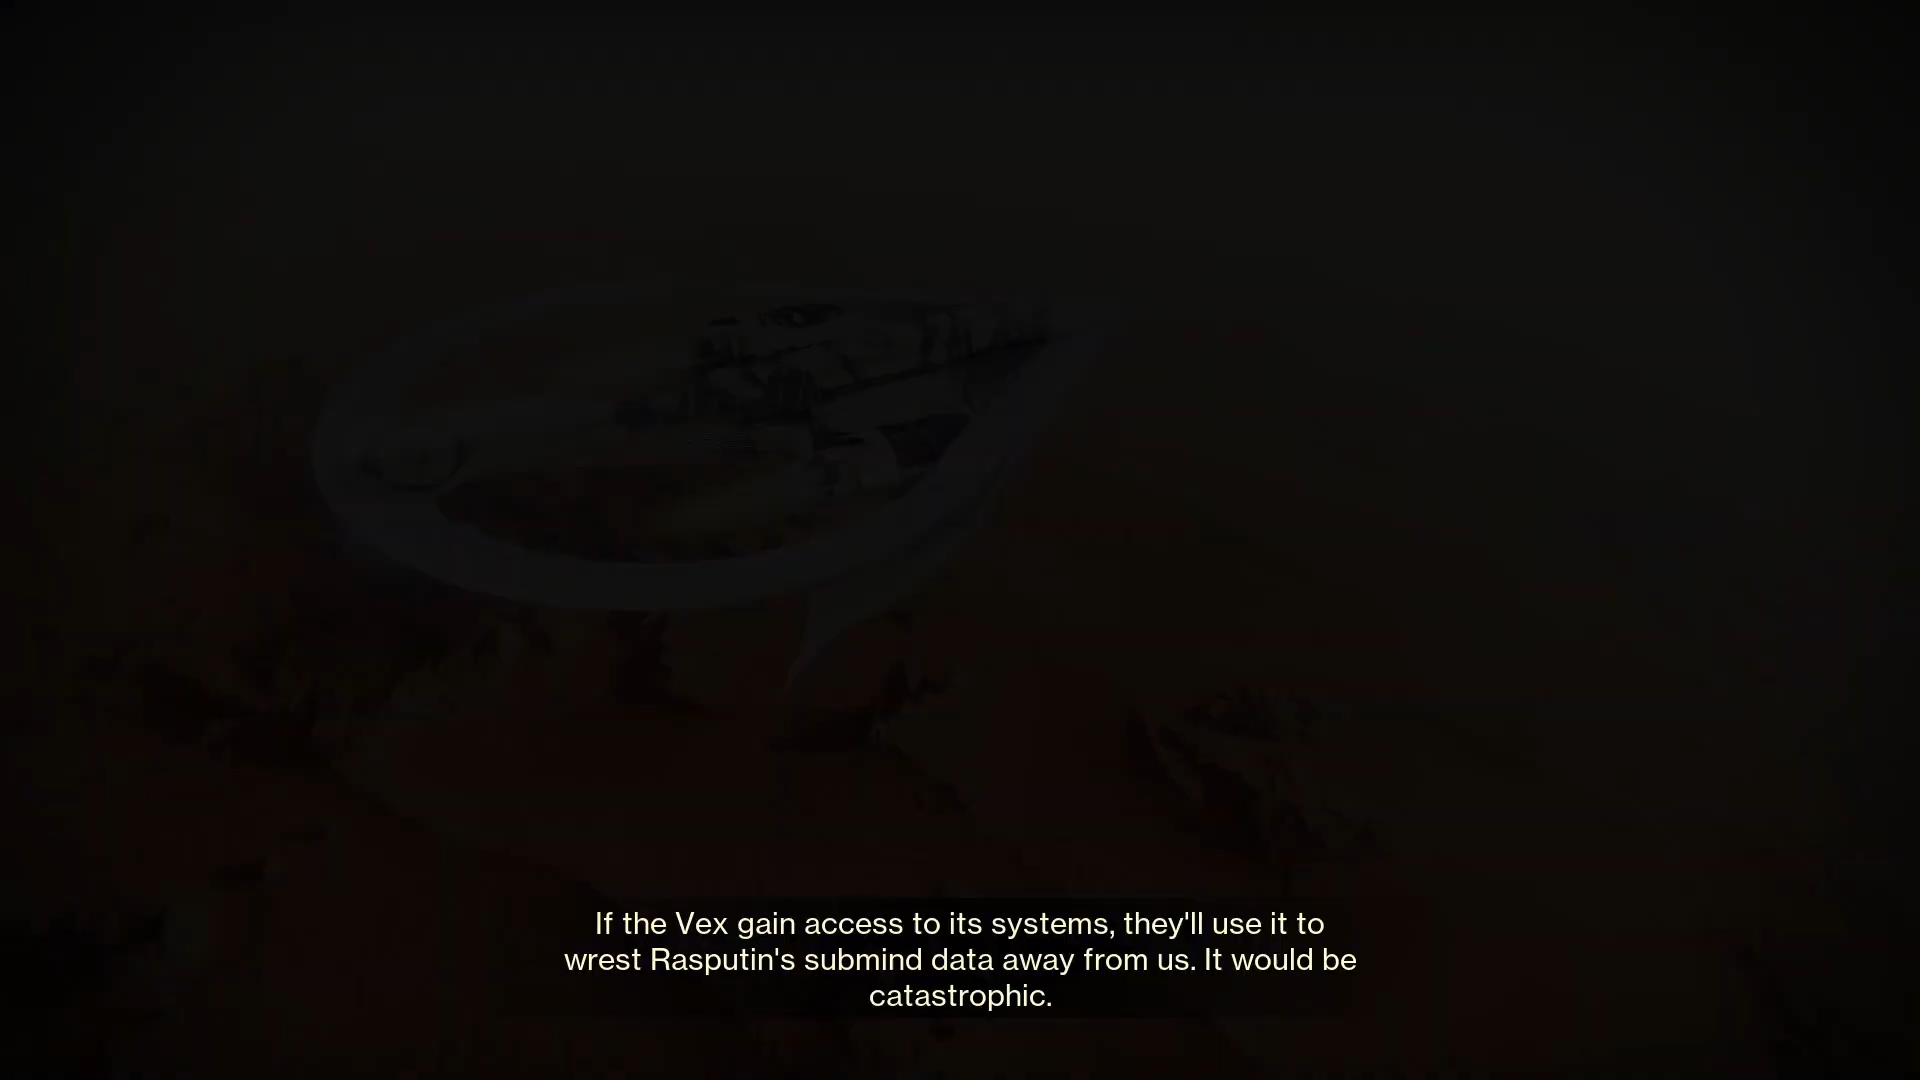 If the Vex gain access to its systems, they'll use it to
wrest Rasputin's submind data away from us. It would be
catastrophic.